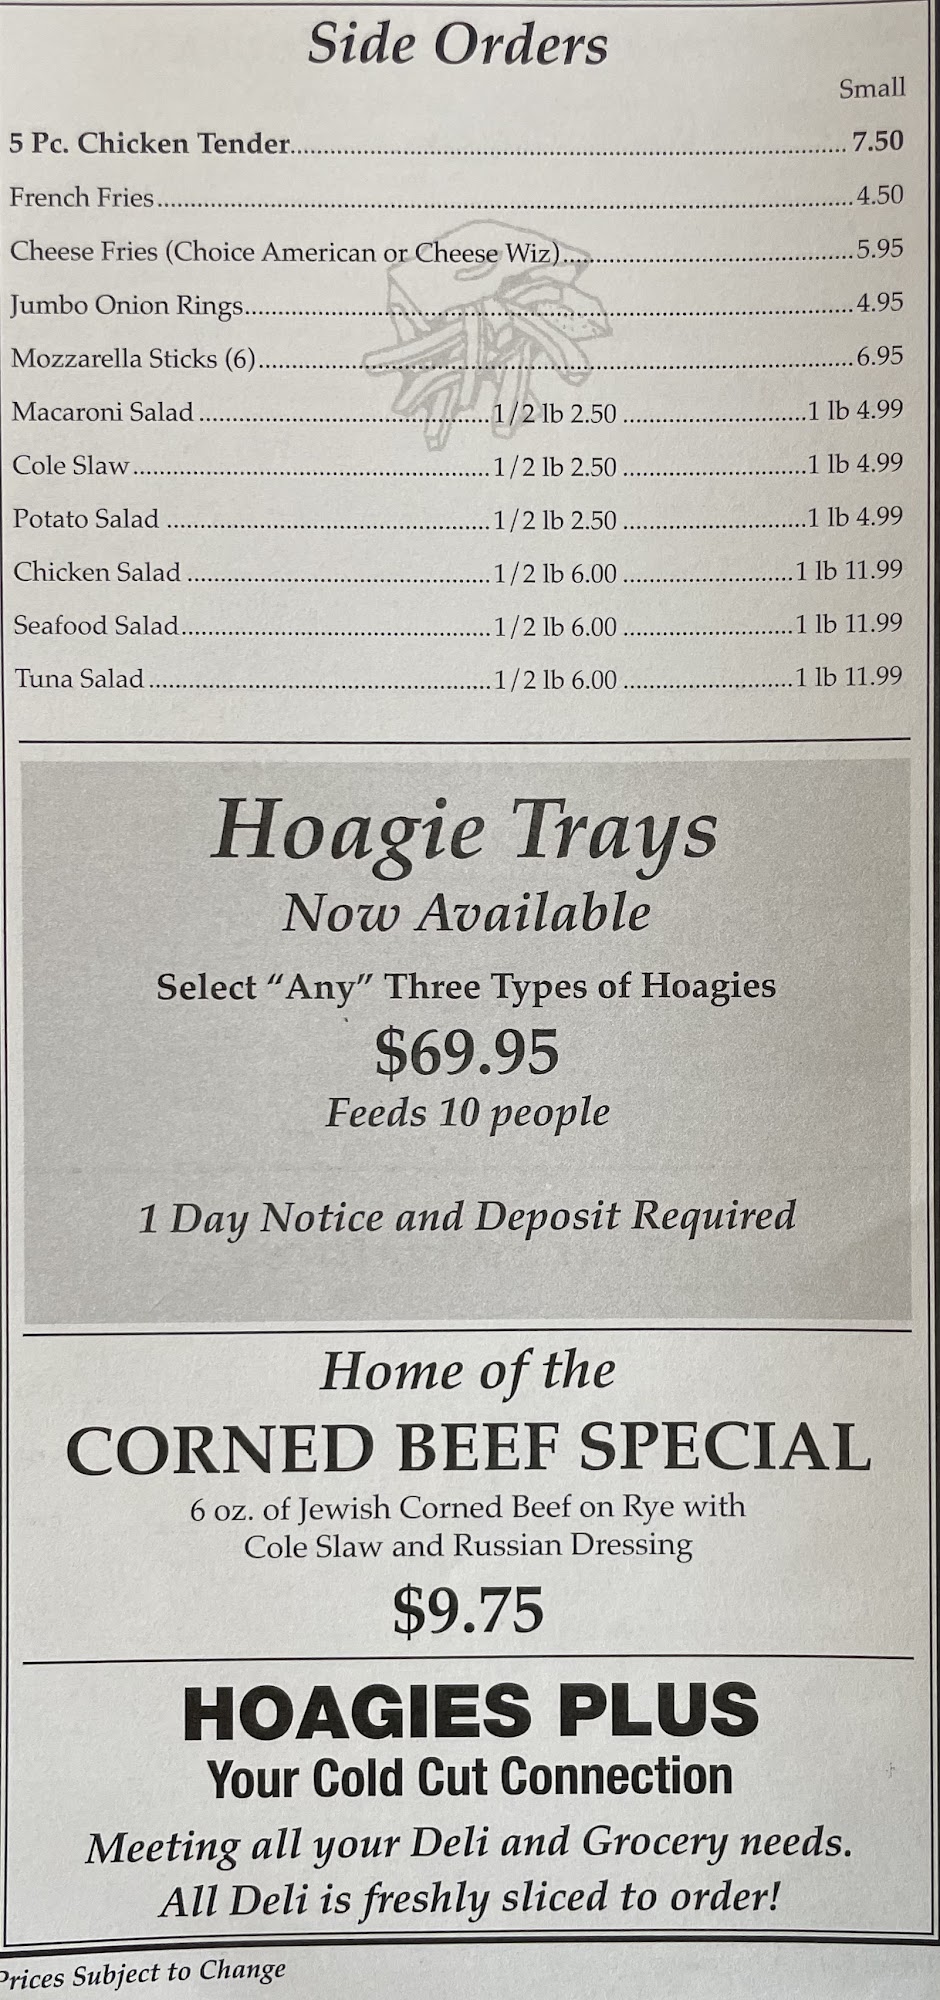 Side Orders
Small
5 Pc. Chicken Tender 7.50
French Fries 4.50
Cheese Fries (Choice American or Cheese Wiz) 5.95
Jumbo Onion Rings 4.95
Mozzarella Sticks (6) 6.95
Macaroni Salad 1/2 lb 2.50 1 lb 4.99
Cole Slaw 1/2 lb 2.50 1 lb 4.99
Potato Salad 1/2 lb 2.50 1 lb 4.99
Chicken Salad 1/2 lb 6.00 1 lb 11.99
Seafood Salad 1/2 lb 6.00 1 lb 11.99
Tuna Salad 1/2 lb 6.00 1 lb 11.99
Hoagie Trays
Now Available
Select “Any” Three Types of Hoagies
$69.95
Feeds 10 people
1 Day Notice and Deposit Required
Home of the
CORNED BEEF SPECIAL
6 oz. of Jewish Corned Beef on Rye with
Cole Slaw and Russian Dressing
$9.75
HOAGIES PLUS
Your Cold Cut Connection
Meeting all your Deli and Grocery needs.
All Deli is freshly sliced to order!
Prices Subject to Change